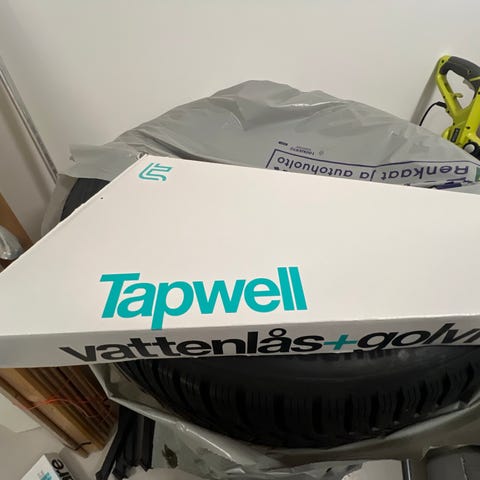 Renkaat ja autohuolto
Tapwell
vattenlås+golv